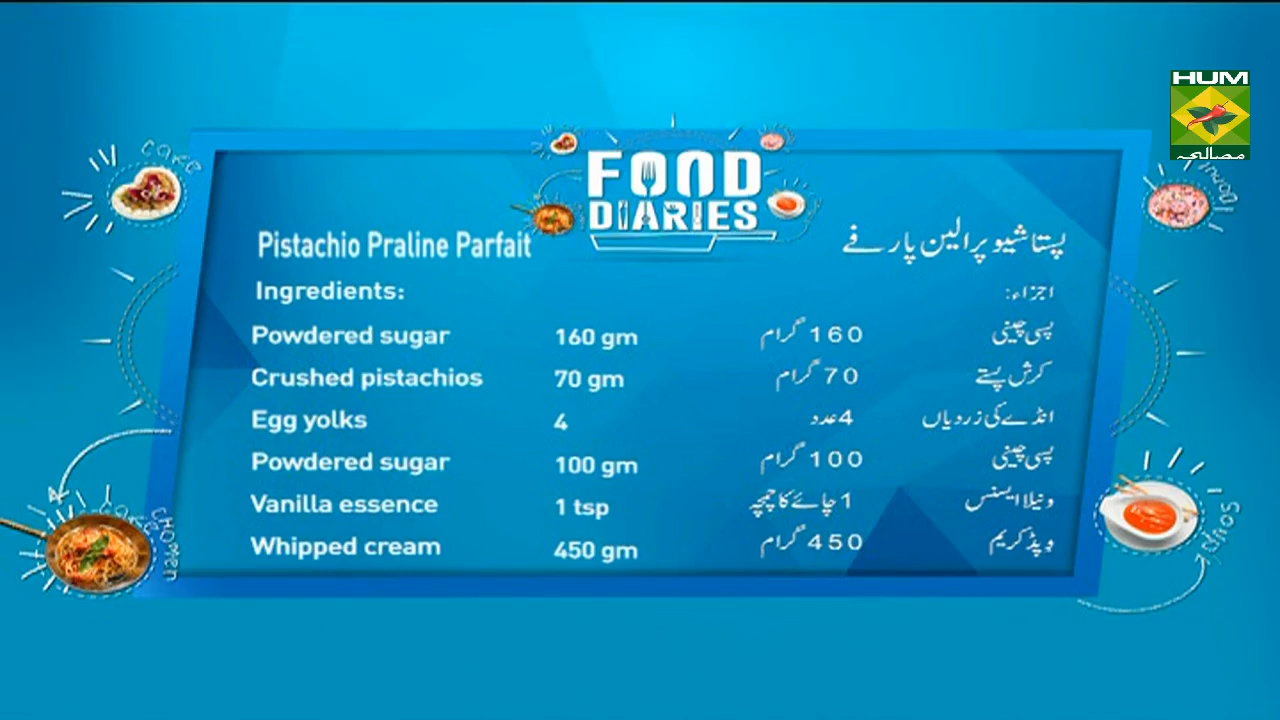 HUM
مصالحہ
FOOD
DIARIES
Pistachio Praline Parfait پستاشیو پرالین پارفے
Ingredients: اجزاء:
Powdered sugar 160 gm 160 گرام پسی چینی
Crushed pistachios 70 gm 70 گرام کرش پستے
Egg yolks 4 4 عدد انڈے کی زردیاں
Powdered sugar 100 gm 100 گرام پسی چینی
Vanilla essence 1 tsp 1 چائے کا چمچہ ونیلا ایسنس
Whipped cream 450 gm 450 گرام وپڈ کریم
CAKE
CHOMEN